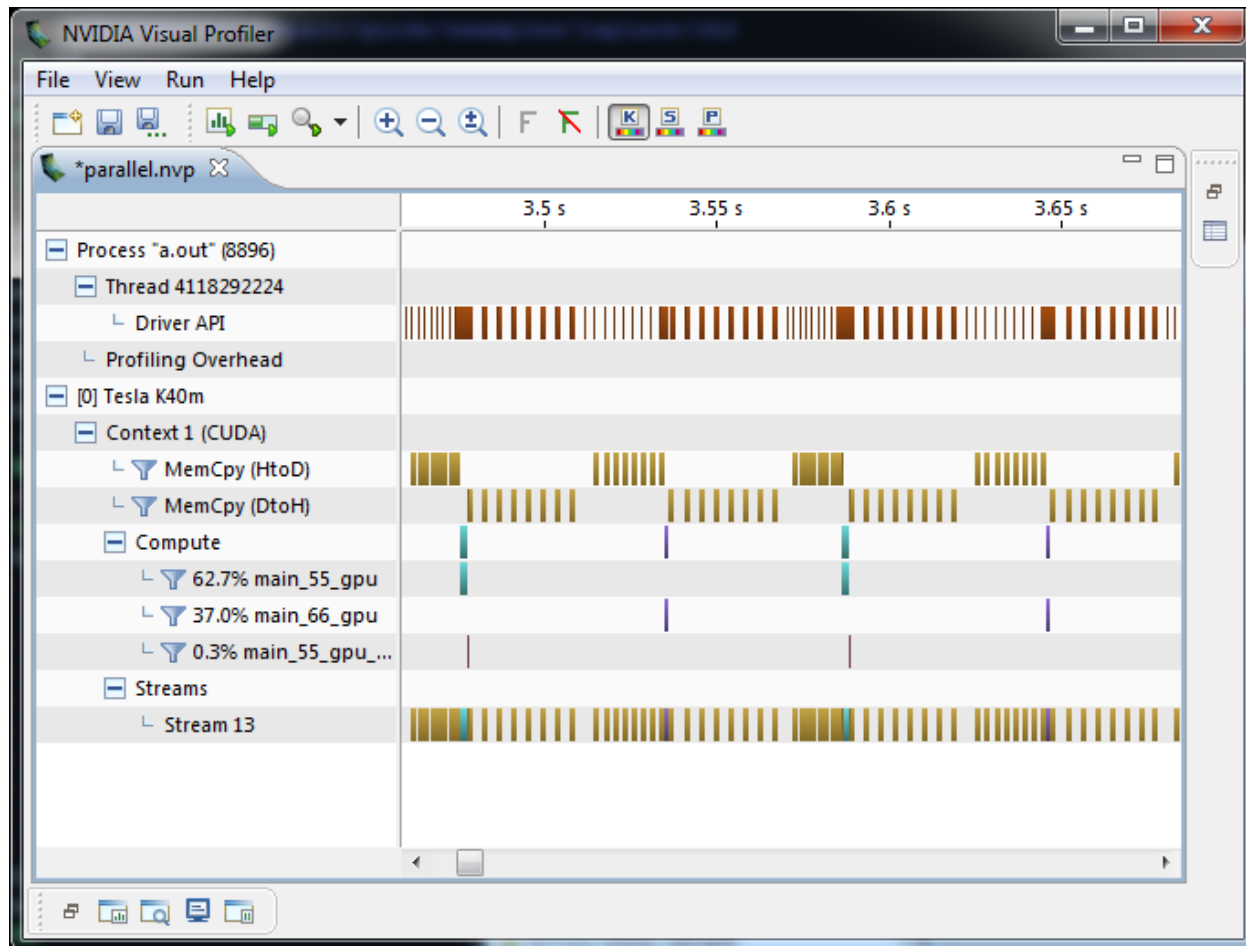 NVIDIA Visual Profiler
File View Run Help
F F K S P
*parallel.nvp
3.5 s 3.55 s 3.6 s 3.65 s
Process "a.out" (8896)
Thread 4118292224
Driver API
Profiling Overhead
[0] Tesla K40m
Context 1 (CUDA)
MemCpy (HtoD)
MemCpy (DtoH)
Compute
62.7% main_55_gpu
37.0% main_66_gpu
0.3% main_55_gpu_...
Streams
Stream 13